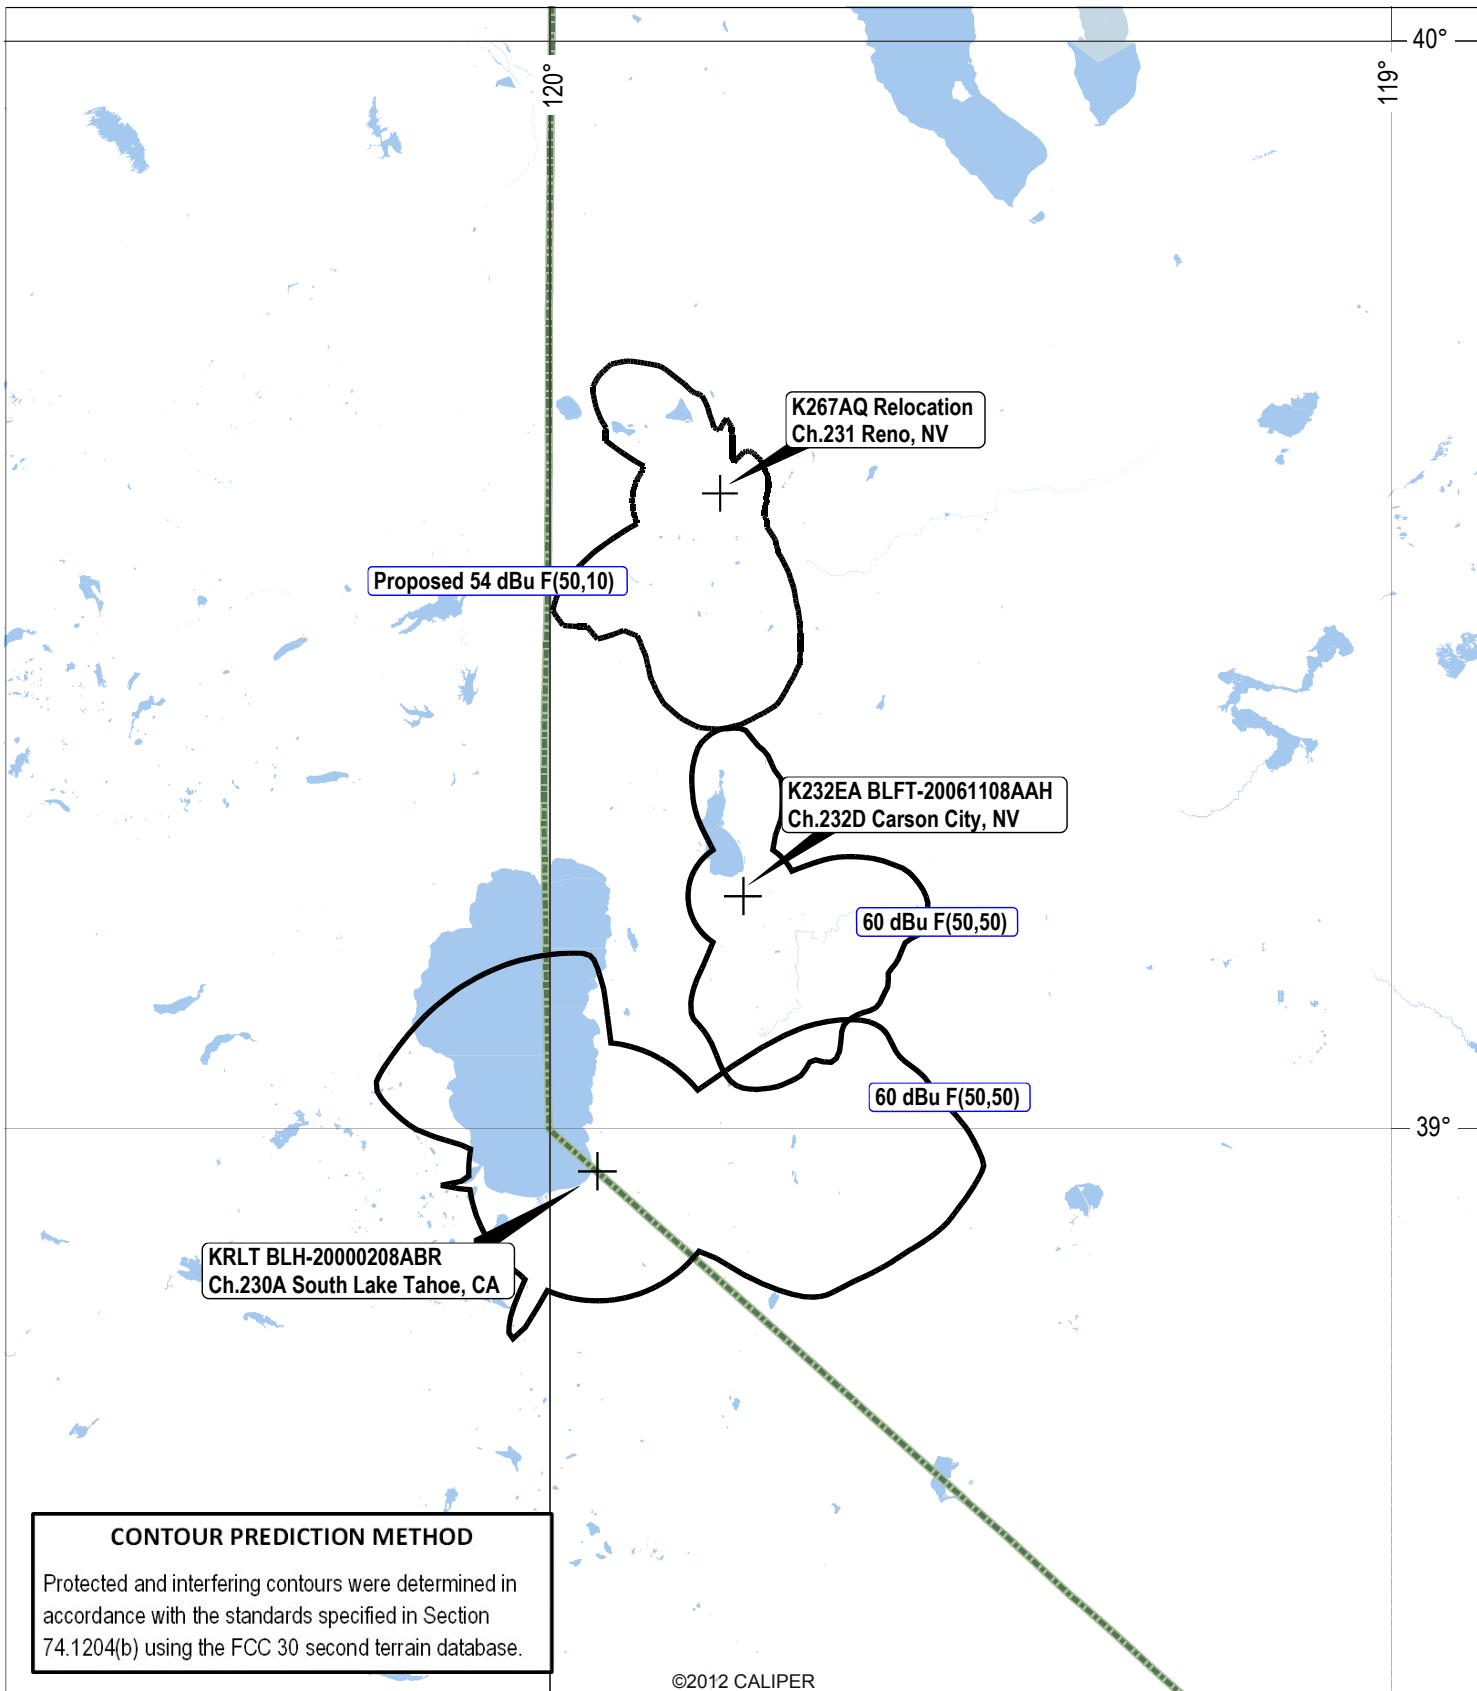 40°
120°
119°
K267AQ Relocation
Ch.231 Reno, NV
Proposed 54 dBu F(50,10)
K232EA BLFT-20061108AAH
Ch.232D Carson City, NV
60 dBu F(50,50)
60 dBu F(50,50)
39°
KRLT BLH-20000208ABR
Ch.230A South Lake Tahoe, CA
CONTOUR PREDICTION METHOD
Protected and interfering contours were determined in
accordance with the standards specified in Section
74.1204(b) using the FCC 30 second terrain database.
©2012 CALIPER